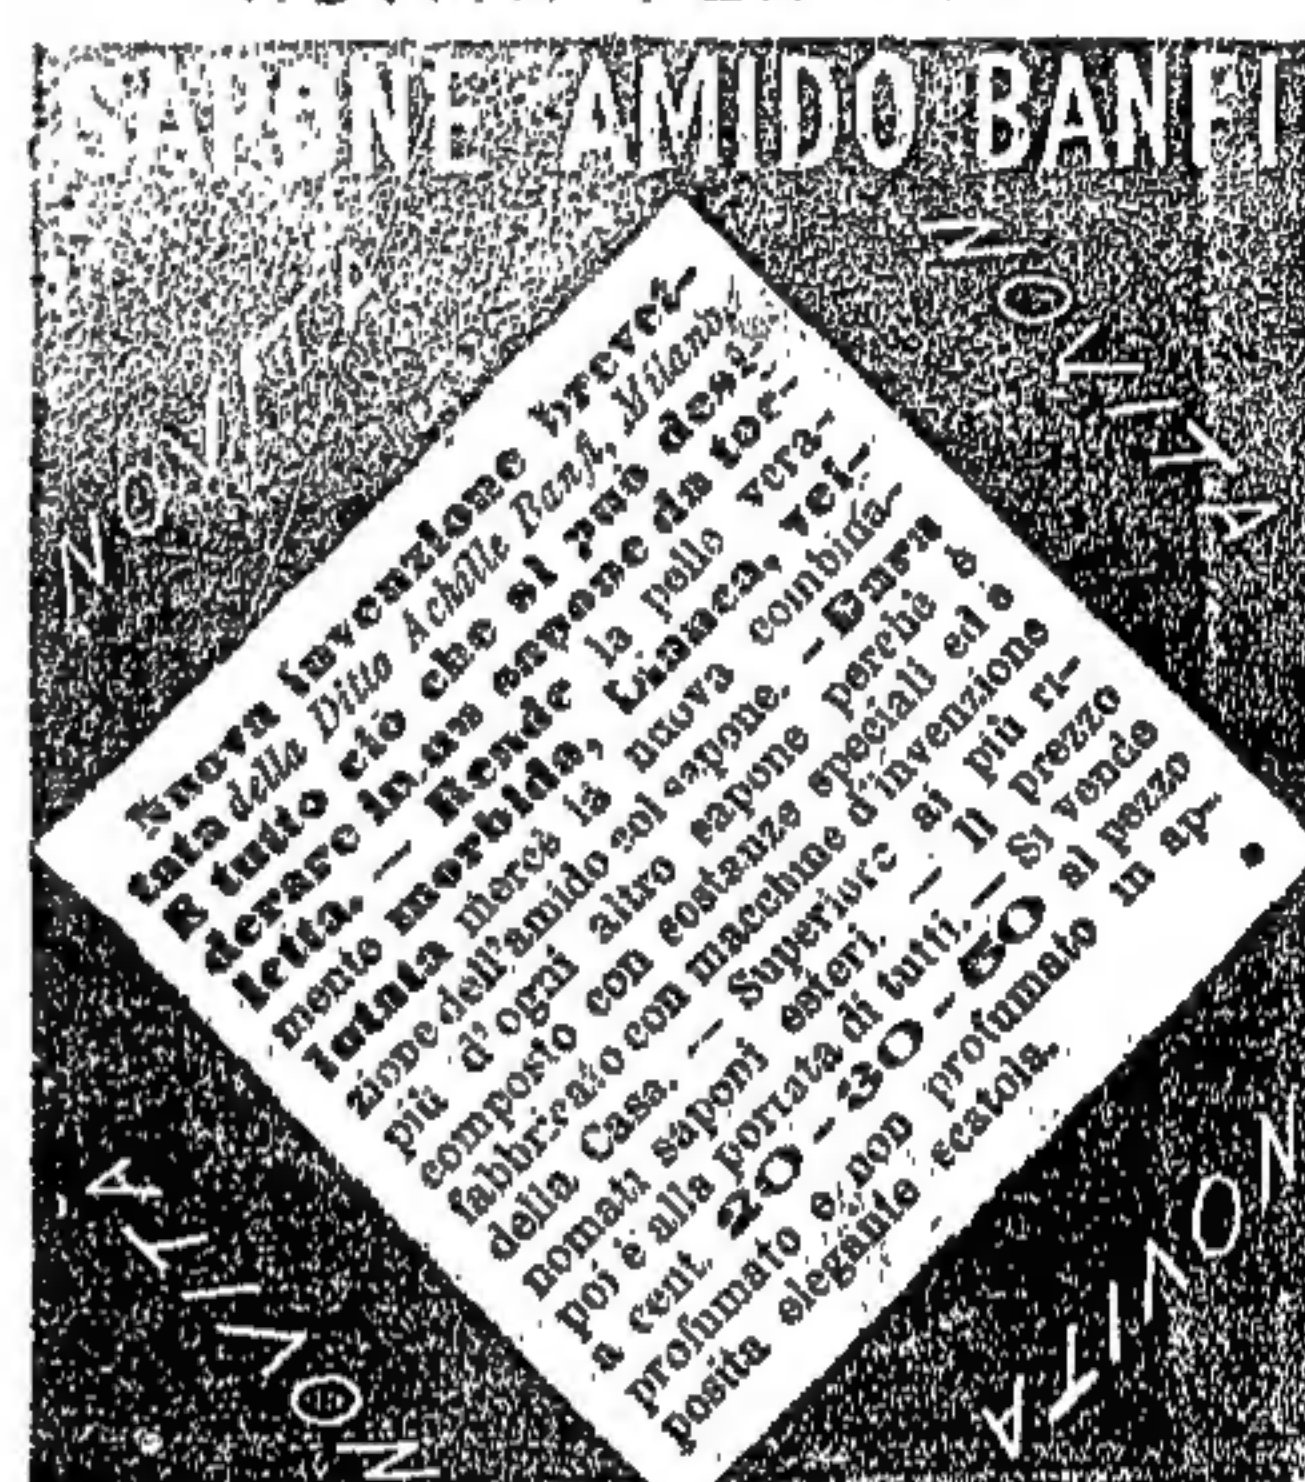 SAPONE AMIDO BANFI
NOVITÀ
NOVITÀ
Nuova invenzione brevet-
tata della Ditta Achille Banfi, Milano.
È tutto ciò che si può desi-
derare in un sapone da toi-
letta. — Rende la pelle vera-
mente morbida, bianca, vel-
lutata mercè la nuova combina-
zione dell'amido col sapone. — Dura
più d'ogni altro sapone perchè è
composto con sostanze speciali ed è
fabbricato con macchine d'invenzione
della Casa. — Superiore ai più ri-
nomati saponi esteri. — Il prezzo
poi è alla portata di tutti. — Si vende
a cent. 20 - 30 - 50 al pezzo
profumato e non profumato in ap-
posita elegante scatola.
NOVITÀ
NOVITÀ